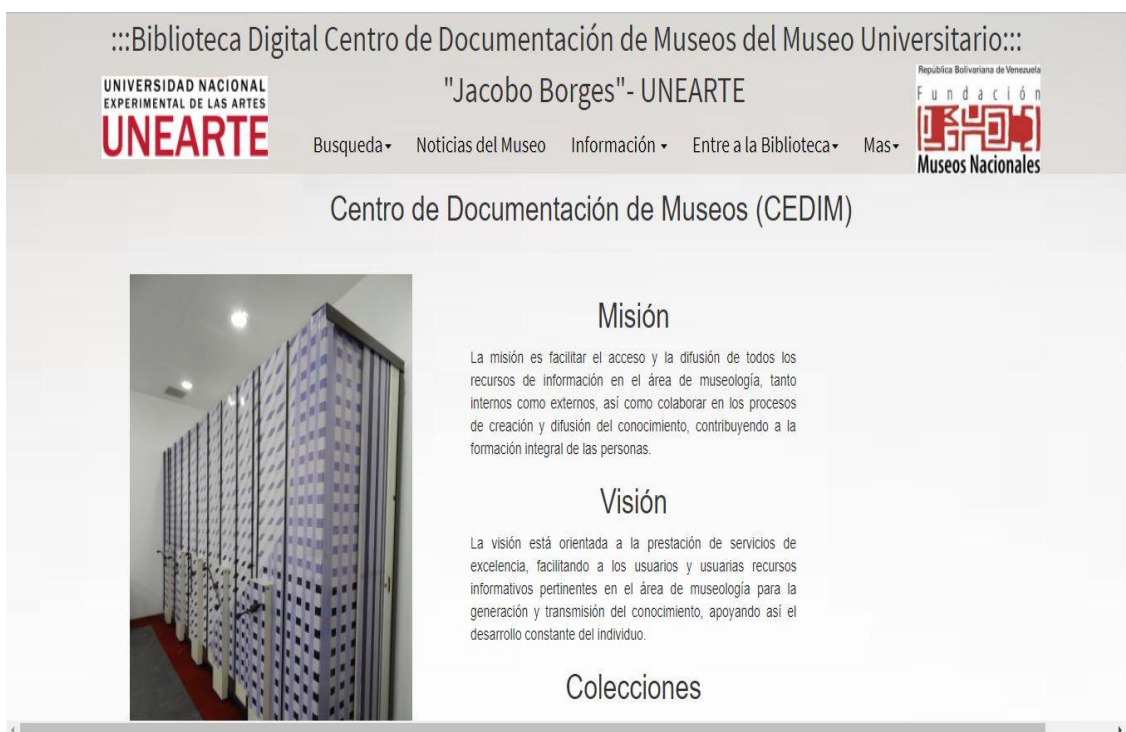 :::Biblioteca Digital Centro de Documentación de Museos del Museo Universitario:::
"Jacobo Borges"- UNEARTE
UNIVERSIDAD NACIONAL
EXPERIMENTAL DE LAS ARTES
UNEARTE
República Bolivariana de Venezuela
Fundación
Museos Nacionales
Busqueda
Noticias del Museo
Información
Entre a la Biblioteca
Mas
Centro de Documentación de Museos (CEDIM)
Misión
La misión es facilitar el acceso y la difusión de todos los
recursos de información en el área de museología, tanto
internos como externos, así como colaborar en los procesos
de creación y difusión del conocimiento, contribuyendo a la
formación integral de las personas.
Visión
La visión está orientada a la prestación de servicios de
excelencia, facilitando a los usuarios y usuarias recursos
informativos pertinentes en el área de museología para la
generación y transmisión del conocimiento, apoyando así el
desarrollo constante del individuo.
Colecciones